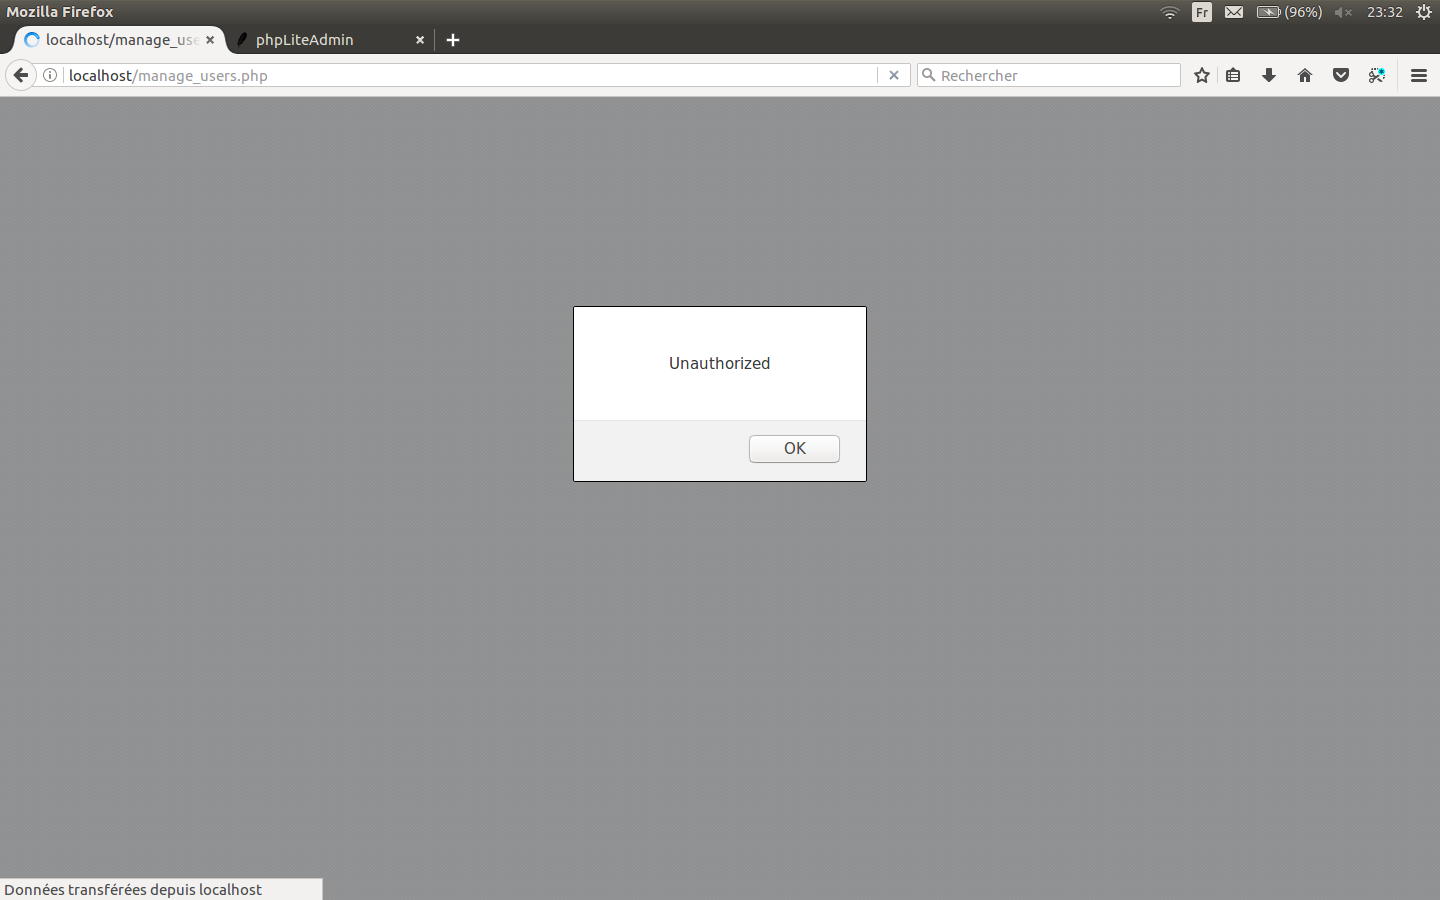 Mozilla Firefox
Fr
(96%)
23:32
localhost/manage_use
phpLiteAdmin
localhost/manage_users.php
Rechercher
Unauthorized
OK
Données transférées depuis localhost